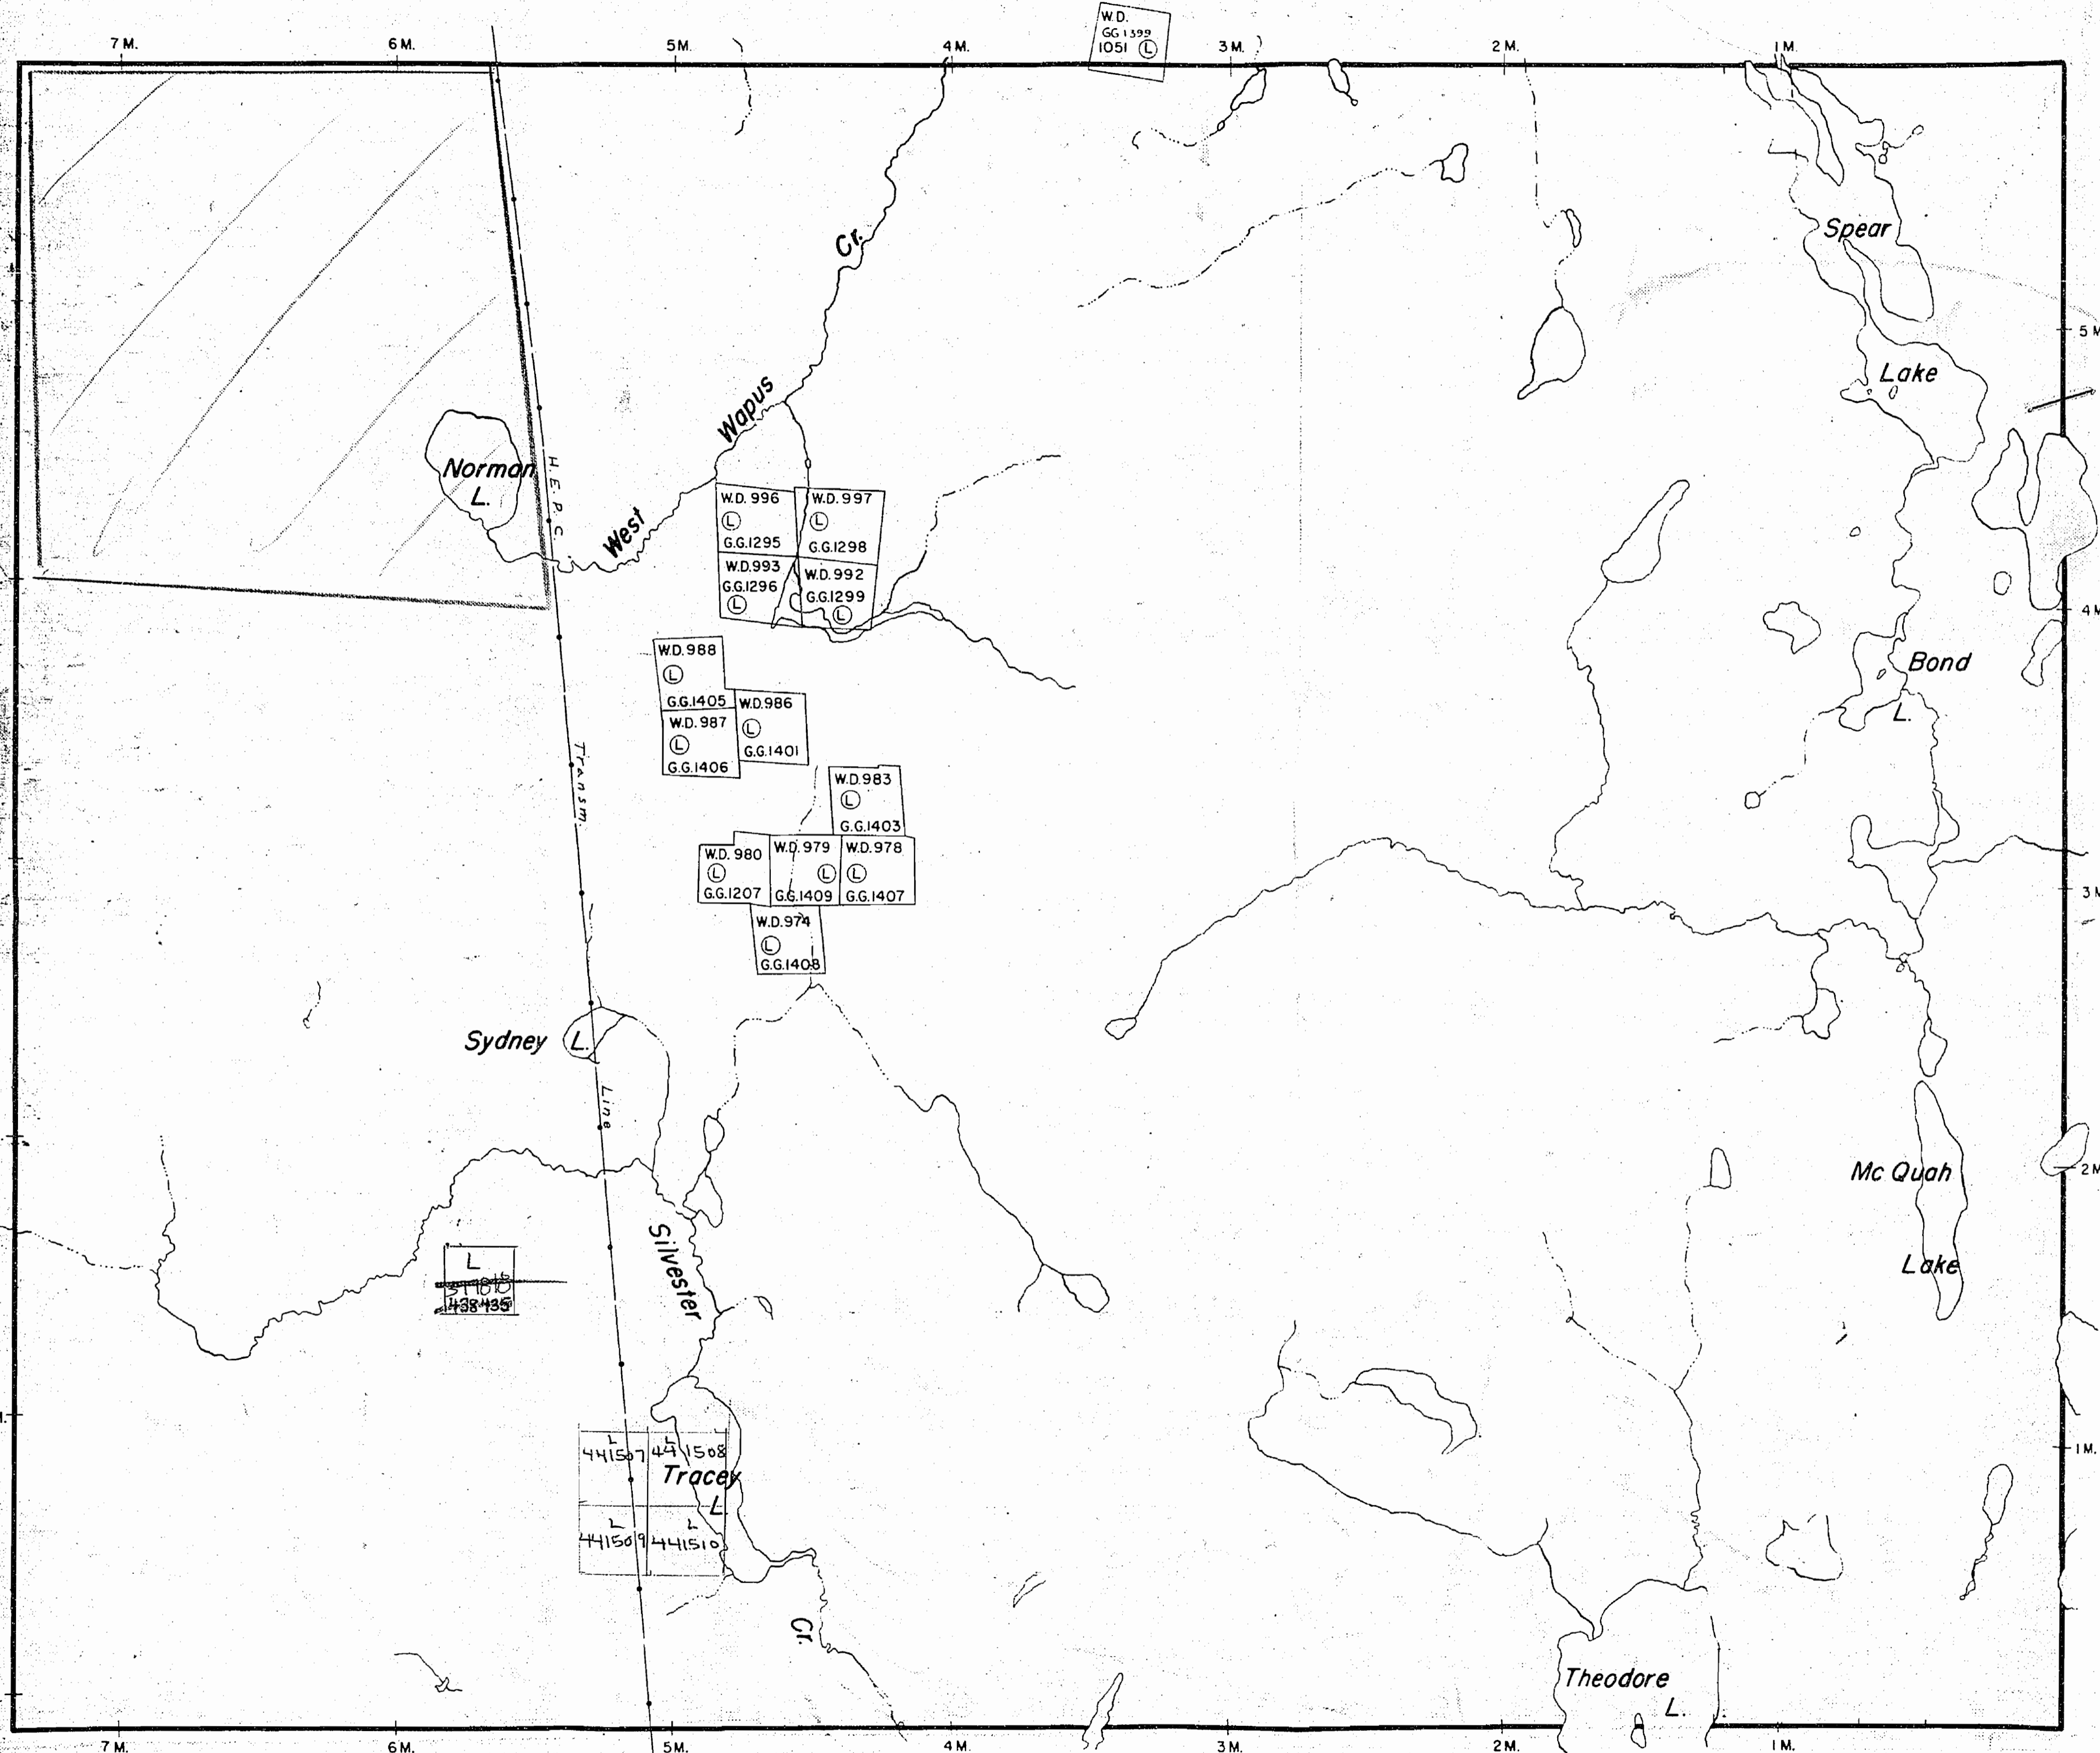 W.D.
GG 1399
1051 L
7 M. 6 M. 5 M. 4 M. 3 M. 2 M. 1 M.
Spear
Cr.
5 M
Lake
Wapus
Norman
L.
H.E.P.C.
West
W.D. 996
L
G.G.1295
W.D. 997
L
G.G.1298
W.D. 993
G.G.1296
L
W.D. 992
G.G.1299
L
4 M
W.D. 988
L
G.G.1405
Bond
L.
W.D. 987
L
G.G.1406
W.D. 986
L
G.G.1401
Transm.
W.D. 983
L
G.G.1403
W.D. 980
L
G.G.1207
W.D. 979
L
G.G.1409
W.D. 978
L
G.G.1407
3 M
W.D. 974
L
G.G.1408
Sydney L.
Line
Mc Quah
2 M
Silvester
L
438435
Lake
L
441507
L
441508
Tracey
L.
1 M.
L
441509
L
441510
Cr.
Theodore
L.
7 M. 6 M. 5 M. 4 M. 3 M. 2 M. 1 M.